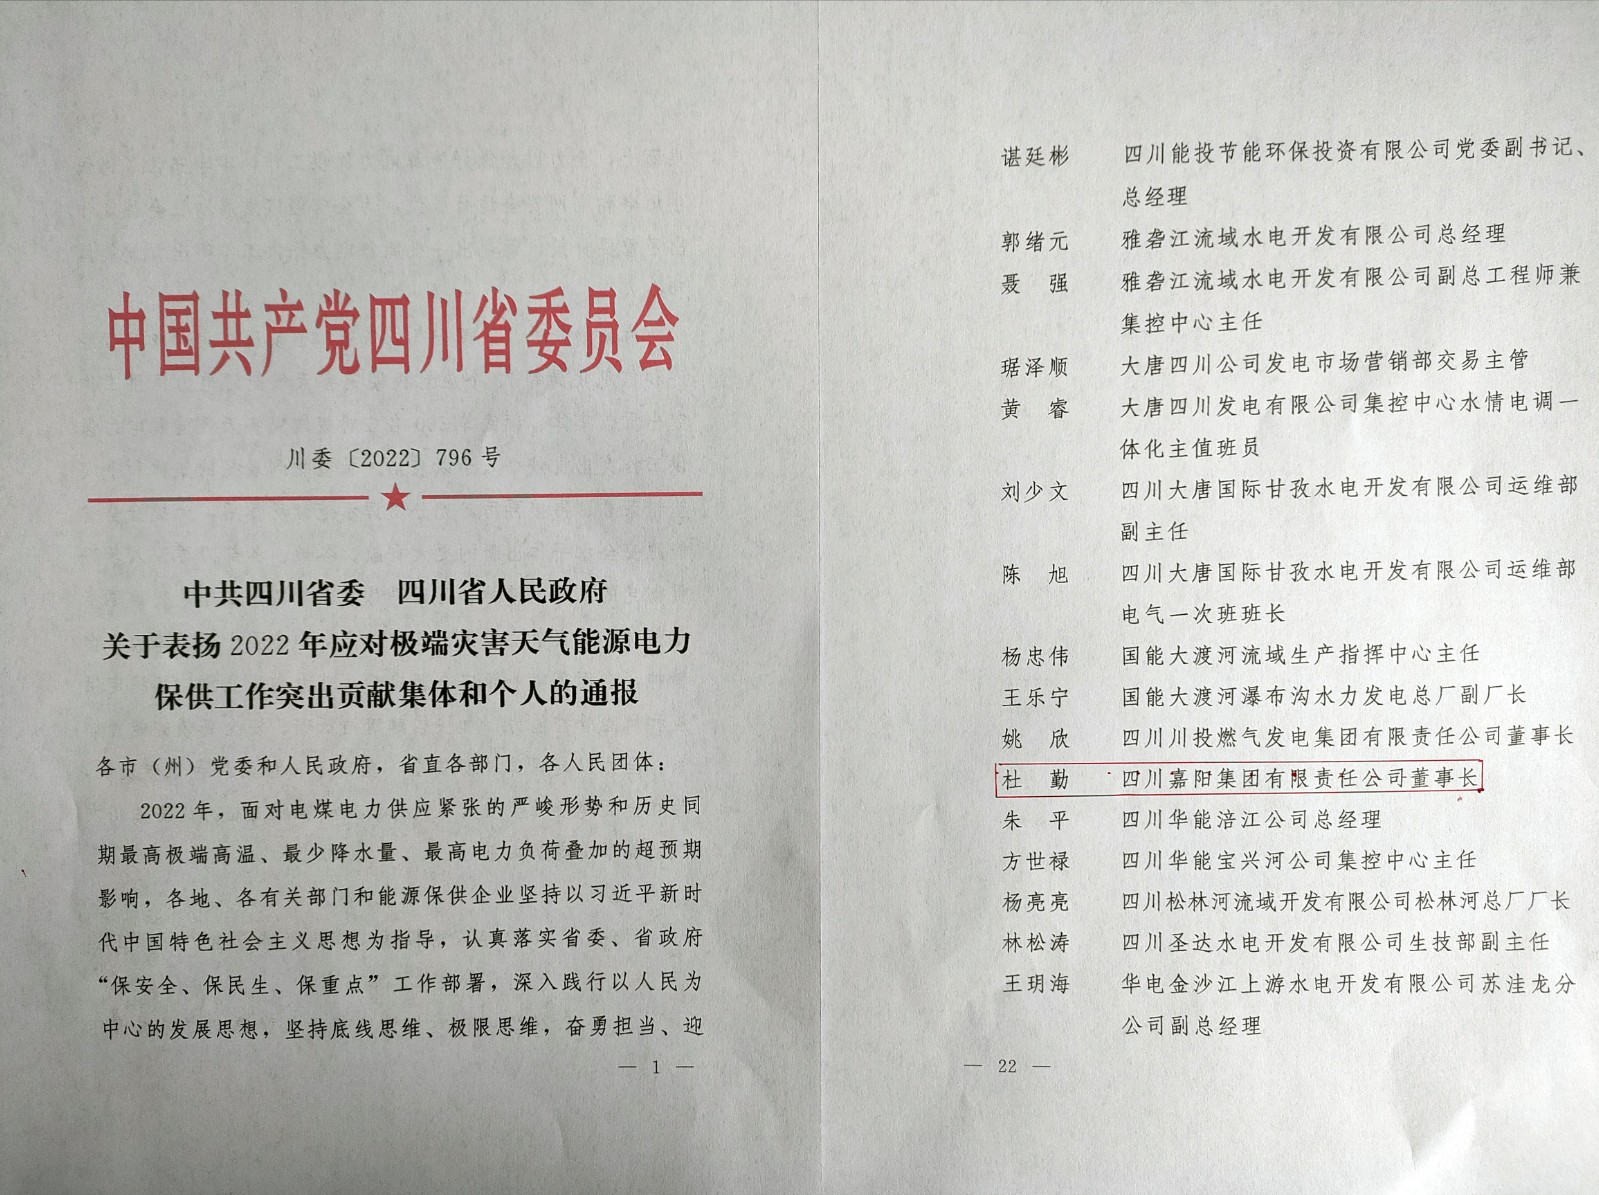 中国共产党四川省委员会
川委〔2022〕796号
中共四川省委 四川省人民政府
关于表扬2022年应对极端灾害天气能源电力
保供工作突出贡献集体和个人的通报
各市（州）党委和人民政府，省直各部门，各人民团体：
2022年，面对电煤电力供应紧张的严峻形势和历史同
期最高极端高温、最少降水量、最高电力负荷叠加的超预期
影响，各地、各有关部门和能源保供企业坚持以习近平新时
代中国特色社会主义思想为指导，认真落实省委、省政府
“保安全、保民生、保重点”工作部署，深入践行以人民为
中心的发展思想，坚持底线思维、极限思维，奋勇担当、迎
— 1 —
谌廷彬 四川能投节能环保投资有限公司党委副书记、
总经理
郭绪元 雅砻江流域水电开发有限公司总经理
聂 强 雅砻江流域水电开发有限公司副总工程师兼
集控中心主任
琚泽顺 大唐四川公司发电市场营销部交易主管
黄 睿 大唐四川发电有限公司集控中心水情电调一
体化主值班员
刘少文 四川大唐国际甘孜水电开发有限公司运维部
副主任
陈 旭 四川大唐国际甘孜水电开发有限公司运维部
电气一次班班长
杨忠伟 国能大渡河流域生产指挥中心主任
王乐宁 国能大渡河瀑布沟水力发电总厂副厂长
姚 欣 四川川投燃气发电集团有限责任公司董事长
杜 勤 四川嘉阳集团有限责任公司董事长
朱 平 四川华能涪江公司总经理
方世禄 四川华能宝兴河公司集控中心主任
杨亮亮 四川松林河流域开发有限公司松林河总厂厂长
林松涛 四川圣达水电开发有限公司生技部副主任
王玥海 华电金沙江上游水电开发有限公司苏洼龙分
公司副总经理
— 22 —